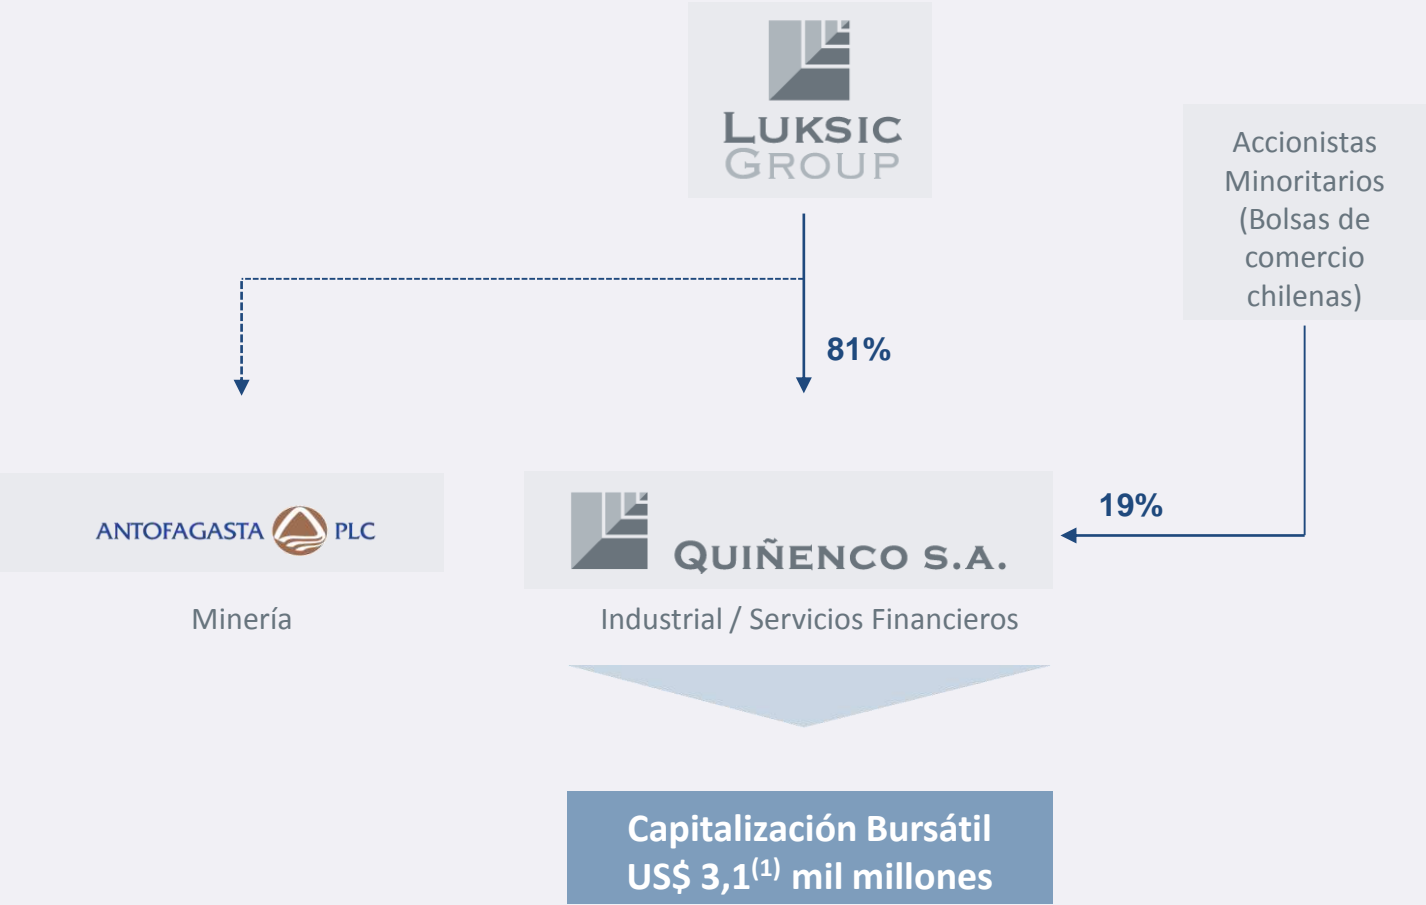 LUKSIC
GROUP
Accionistas
Minoritarios
(Bolsas de
comercio
chilenas)
81%
19%
ANTOFAGASTA PLC
QUIÑENCO S.A.
Minería
Industrial / Servicios Financieros
Capitalización Bursátil
US$ 3,1(1) mil millones